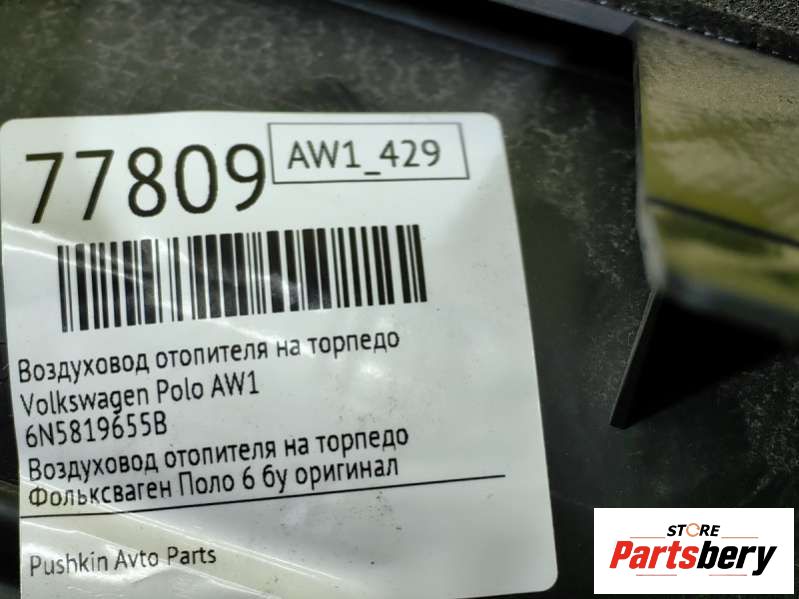 77809
AW1_429
Воздуховод отопителя на торпедо
Volkswagen Polo AW1
6N5819655B
Воздуховод отопителя на торпедо
Фольксваген Поло 6 бу оригинал
Pushkin Avto Parts
STORE
Partsbery